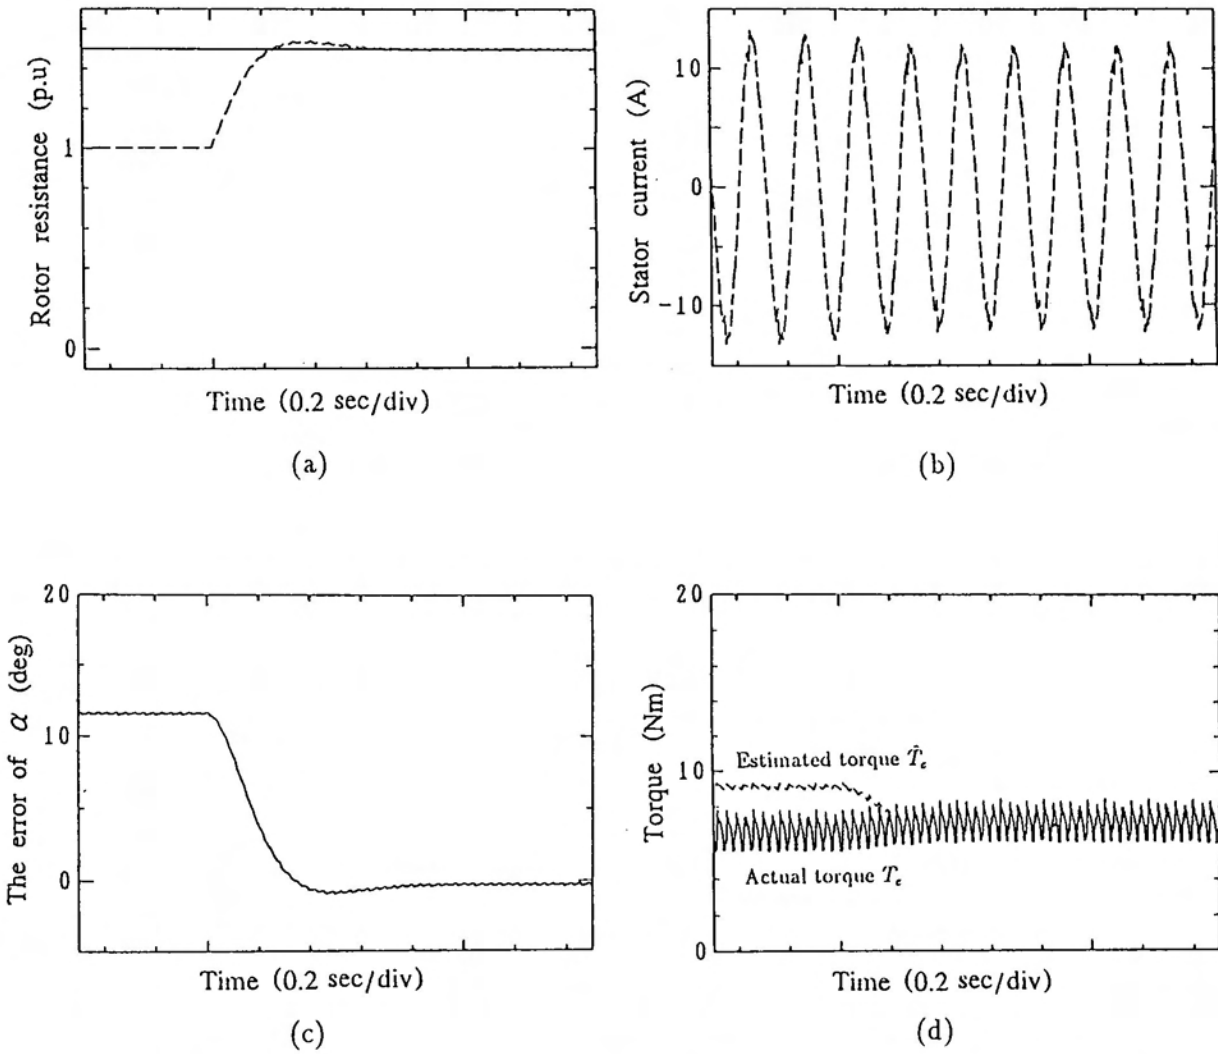 Rotor resistance (p.u)
1
0
Time (0.2 sec/div)
(a)
Stator current (A)
10
0
-10
Time (0.2 sec/div)
(b)
The error of α (deg)
20
10
0
Time (0.2 sec/div)
(c)
Torque (Nm)
20
10
0
Estimated torque T̂e
Actual torque Te
Time (0.2 sec/div)
(d)